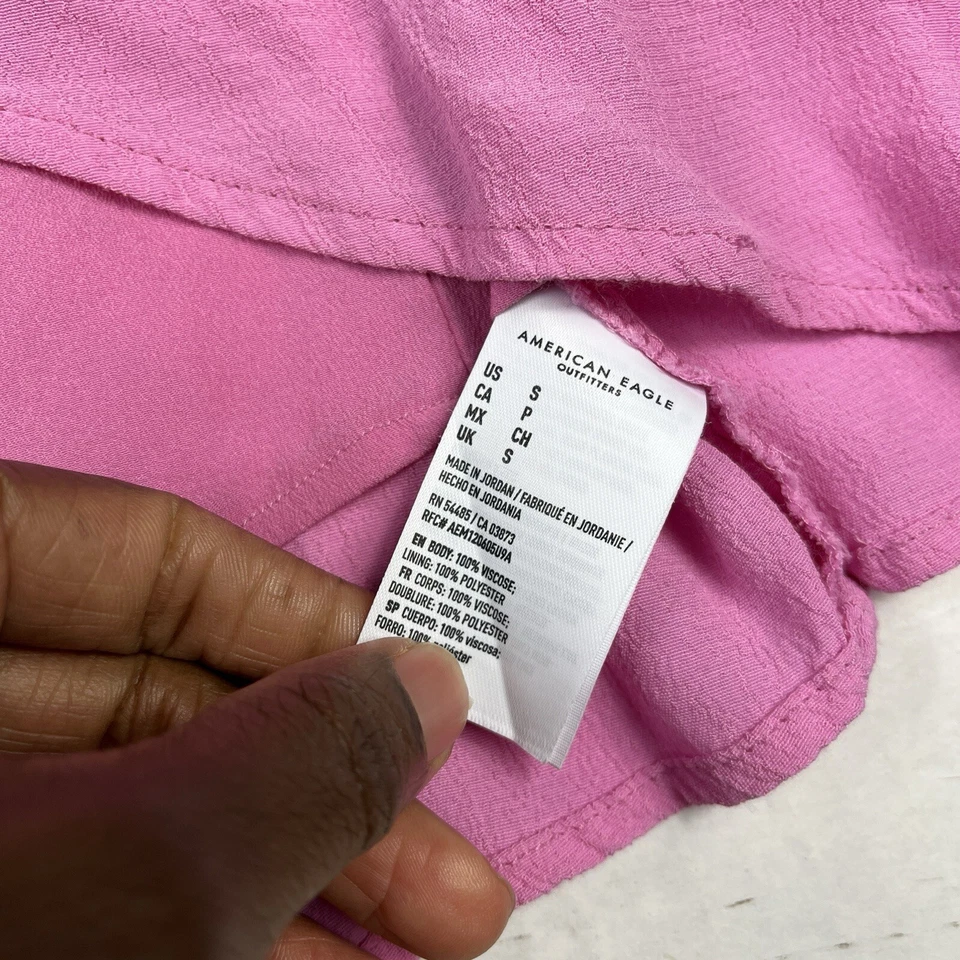 AMERICAN EAGLE
OUTFITTERS
US S
CA P
MX CH
UK S
MADE IN JORDAN / FABRIQUÉ EN JORDANIE /
HECHO EN JORDANIA
RN 54485 / CA 03873
RFC# AEM120605U9A
EN BODY: 100% VISCOSE;
LINING: 100% POLYESTER
FR CORPS: 100% VISCOSE;
DOUBLURE: 100% POLYESTER
SP CUERPO: 100% viscosa;
FORRO: 100% poliéster